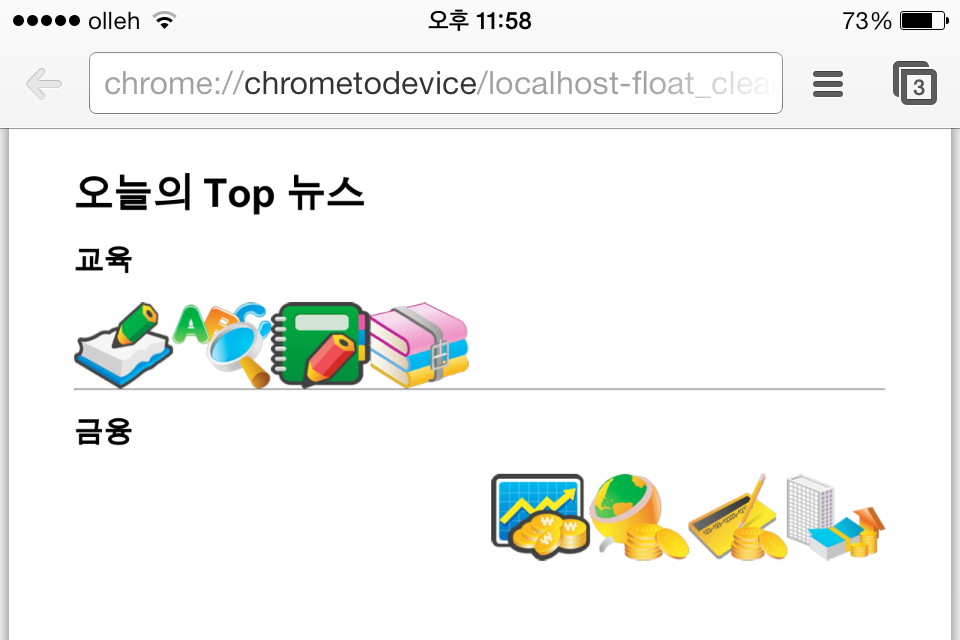 olleh 오후 11:58 73%
chrome://chrometodevice/localhost-float_clear
3
오늘의 Top 뉴스
교육
A B C
금융
W W W